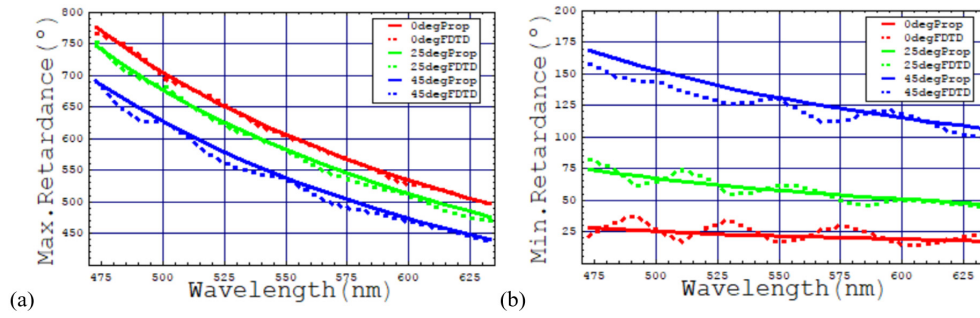 800
750
700
650
600
550
500
450
Max.Retardance(°)
0degProp
0degFDTD
25degProp
25degFDTD
45degProp
45degFDTD
475 500 525 550 575 600 625
Wavelength(nm)
(a)
200
175
150
125
100
75
50
25
Min.Retardance(°)
0degProp
0degFDTD
25degProp
25degFDTD
45degProp
45degFDTD
475 500 525 550 575 600 625
Wavelength(nm)
(b)